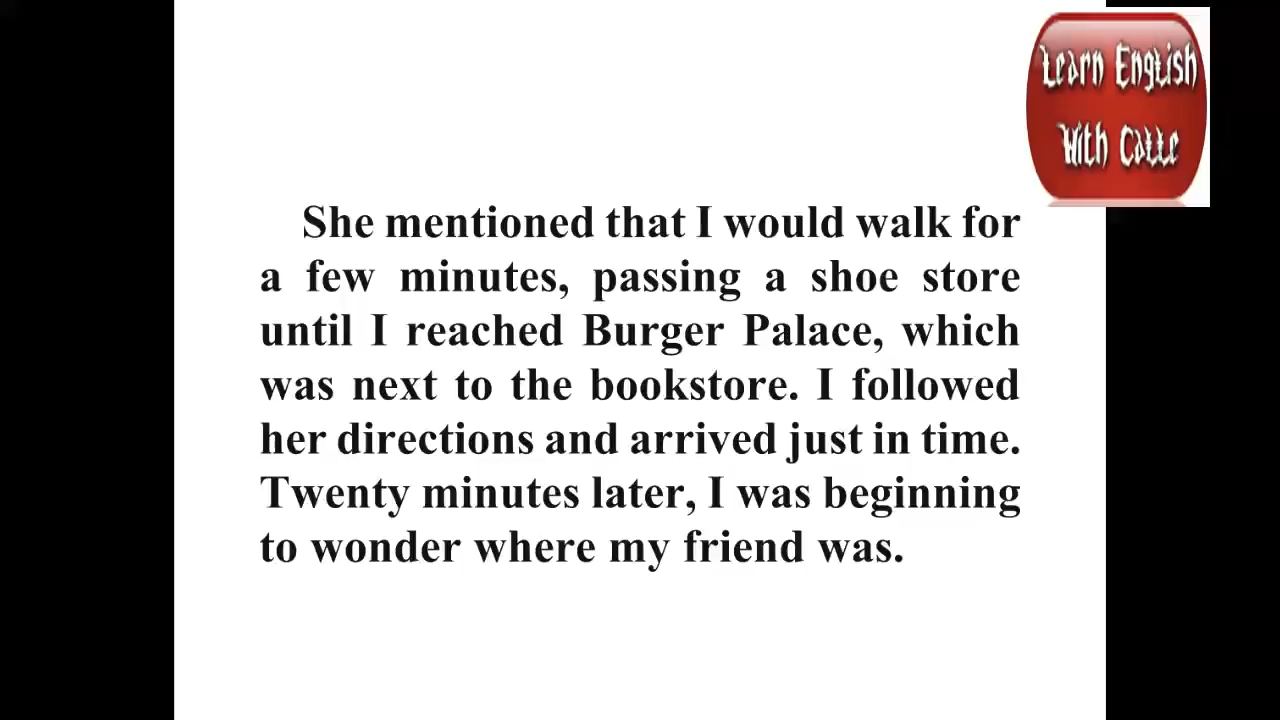 Learn English
With Catte
She mentioned that I would walk for
a few minutes, passing a shoe store
until I reached Burger Palace, which
was next to the bookstore. I followed
her directions and arrived just in time.
Twenty minutes later, I was beginning
to wonder where my friend was.